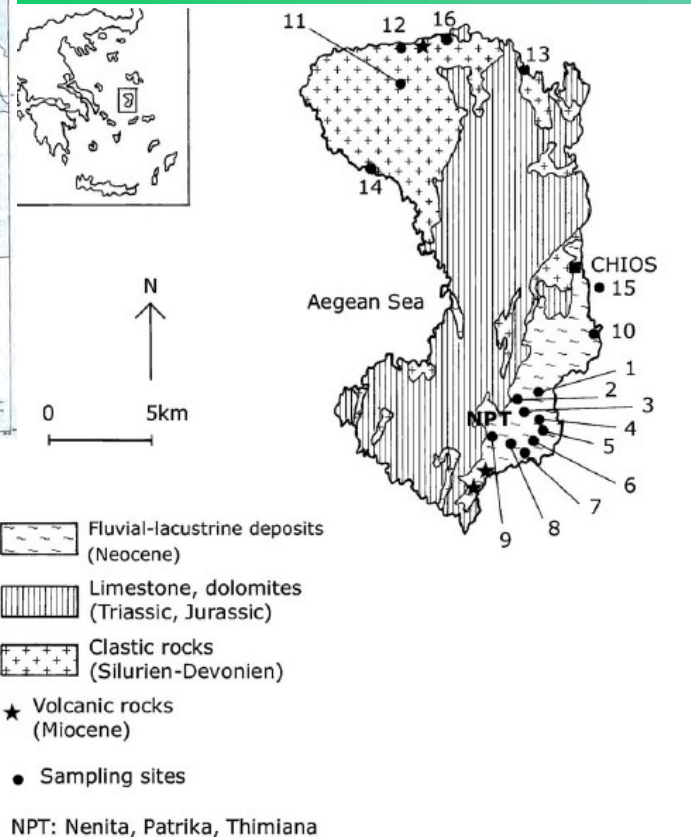 11
12
16
13
14
CHIOS
15
Aegean Sea
N
10
0
5km
1
2
3
NPT
4
5
6
7
8
9
Fluvial-lacustrine deposits
(Neocene)
Limestone, dolomites
(Triassic, Jurassic)
Clastic rocks
(Silurien-Devonien)
Volcanic rocks
(Miocene)
Sampling sites
NPT: Nenita, Patrika, Thimiana